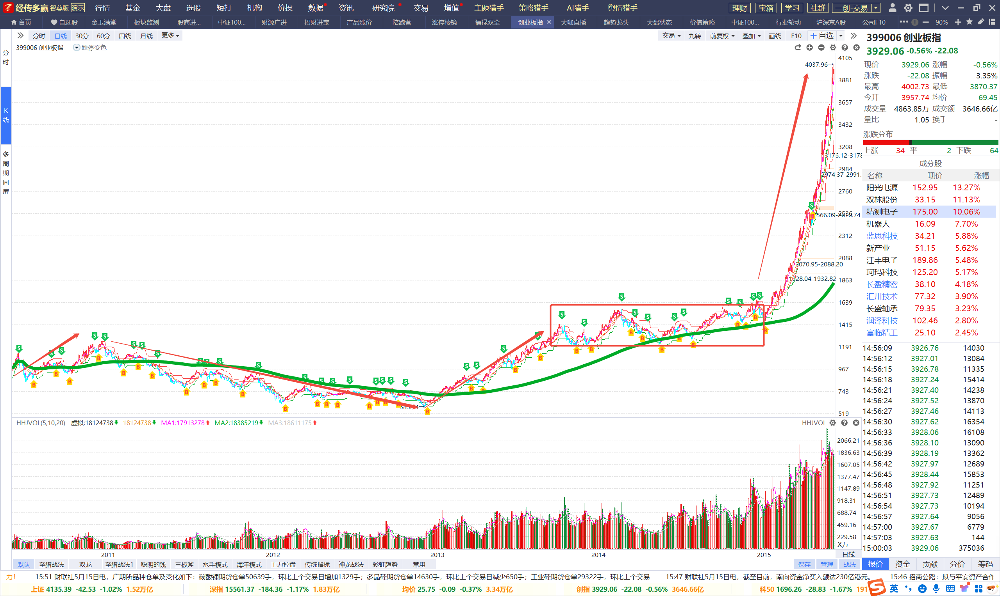 经传多赢 智尊版 演示 行情 基金 大盘 选股 短打 机构 价投 数据 资讯 研究院 交易 增值 主题猎手 策略猎手 AI猎手 舆情猎手 理财 宝箱 学习 社群 一创-交易
首页 自选股 金玉满堂 板块监测 股商进... 中证100... 财源广进 招财进宝 产品涨价 陪跑营 涨停棱镜 福禄双全 创业板指 大咖直播 趋势龙头 大盘状态 价值策略 中证100... 行业轮动 沪深京A股 公司F10 90%
分时 日线 30分 60分 周线 月线 更多 交易 九转 前复权 叠加 画线 F10 自选
399006 创业板指 跌停变色
分时
K线
多周期同屏
4037.96→
4105
3881
3657
3432
3208
3176.12-3178
2984
2974.37-2991.
2760
2536
566.09-2610.74
2312
2088
2070.95-2088.20
1928.04-1932.82
1863
1639
1415
1191
967
743
519
HHJVOL(5,10,20) 虚拟:18124738 18124738 MA1:17913278 MA2:18385219 MA3:18611175 HHJVOL
2066.21
1836.63
1607.05
1377.47
1147.89
918.31
688.74
459.16
229.58
X万
2011 2012 2013 2014 2015 日线
默认 至猎战法 双龙 至猎战法1 聪明的钱 三板斧 水手模式 海洋模式 主力控盘 传统指标 神龙战法 彩虹趋势 常用 保存 管理 战法
399006 创业板指
3929.06 -0.56% -22.08
现价 3929.06 涨幅 -0.56%
涨跌 -22.08 振幅 3.35%
最高 4002.73 最低 3870.37
今开 3957.74 均价 69.45
成交量 4863.85万 成交额 3646.66亿
量比 1.05 换手 -
涨跌分布
上涨 34 平 2 下跌 64
成分股
名称 现价 涨幅
阳光电源 152.95 13.27%
双林股份 33.15 11.13%
精测电子 175.00 10.06%
机器人 16.09 7.70%
蓝思科技 34.21 5.88%
新产业 51.15 5.62%
江丰电子 189.86 5.48%
珂玛科技 125.20 5.17%
长盈精密 38.10 4.18%
汇川技术 77.32 3.90%
长盛轴承 79.35 3.23%
润泽科技 102.46 2.80%
富临精工 25.10 2.45%
14:56:09 3926.76 14030
14:56:12 3927.01 13084
14:56:15 3926.78 11335
14:56:18 3927.24 15414
14:56:21 3927.40 14238
14:56:24 3927.52 13870
14:56:27 3927.46 14113
14:56:30 3927.62 16354
14:56:33 3928.06 16108
14:56:36 3928.10 13090
14:56:39 3928.19 13362
14:56:42 3927.97 12689
14:56:45 3928.44 15853
14:56:48 3927.92 11251
14:56:51 3927.73 12489
14:56:54 3927.73 10194
14:56:57 3927.64 9056
14:57:00 3927.67 6779
14:57:03 3927.63 144
15:00:03 3929.06 375036
报价 资金 贡献 分价 筹码
力! 15:51 财联社5月15日电，广期所品种仓单及变化如下：碳酸锂期货仓单50639手，环比上个交易日增加1329手；多晶硅期货仓单14630手，环比上个交易日减少650手；工业硅期货仓单29322手，环比上个交易 15:47 财联社5月15日电，截至目前，南向资金净买入额达230亿港元。 15:46 招商公路：拟与平安资产合作
上证 4135.39 -42.53 -1.02% 1.52万亿 深指 15561.37 -184.36 -1.17% 1.83万亿 均价 25.75 -0.09 -0.37% 3.34万亿 创指 3929.06 -22.08 -0.56% 3646.66亿 科50 1696.26 -28.83 -1.67% 191 英